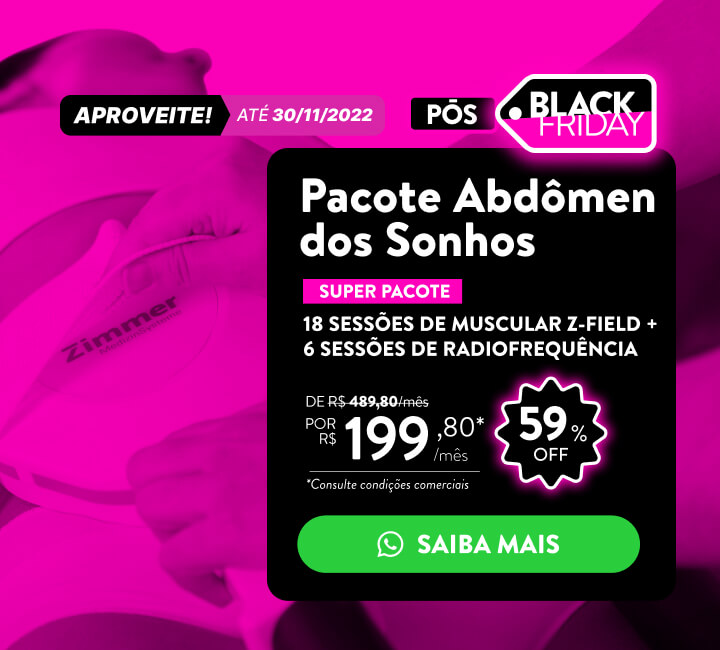 APROVEITE! ATÉ 30/11/2022
PÓS BLACK
FRIDAY
Pacote Abdômen
dos Sonhos
SUPER PACOTE
18 SESSÕES DE MUSCULAR Z-FIELD +
6 SESSÕES DE RADIOFREQUÊNCIA
DE R$ 489,80/mês
POR R$ 199,80*
/mês
*Consulte condições comerciais
59%
OFF
SAIBA MAIS
Zimmer
MedizinSysteme